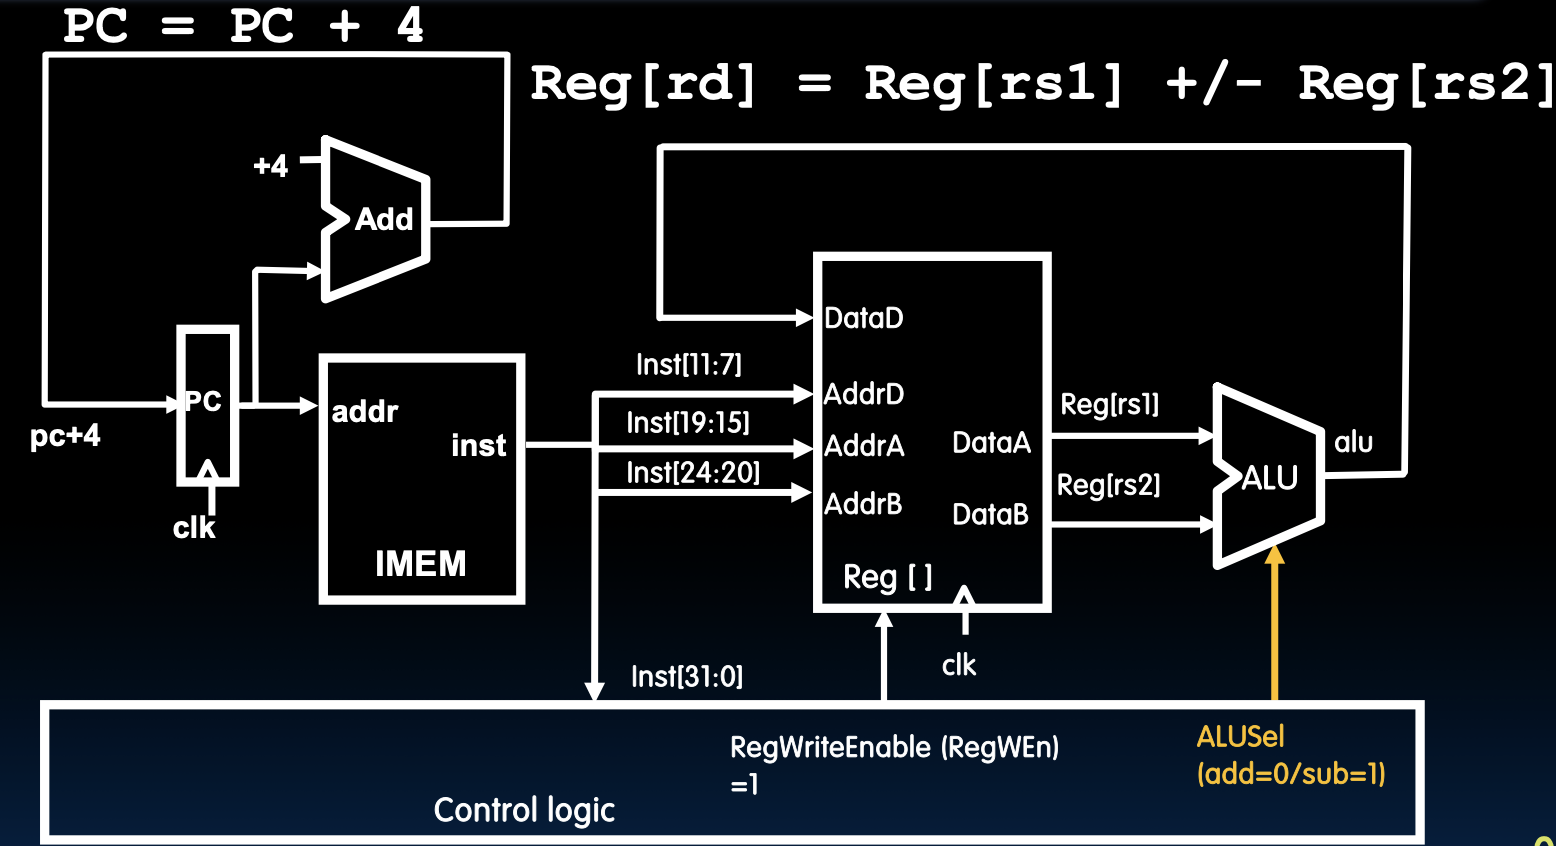 PC = PC + 4
Reg[rd] = Reg[rs1] +/- Reg[rs2]
+4
Add
DataD
Inst[11:7]
PC
addr
AddrD
Reg[rs1]
Inst[19:15]
pc+4
inst
AddrA
DataA
alu
Inst[24:20]
ALU
Reg[rs2]
AddrB
DataB
clk
IMEM
Reg [ ]
clk
Inst[31:0]
RegWriteEnable (RegWEn)
=1
ALUSel
(add=0/sub=1)
Control logic